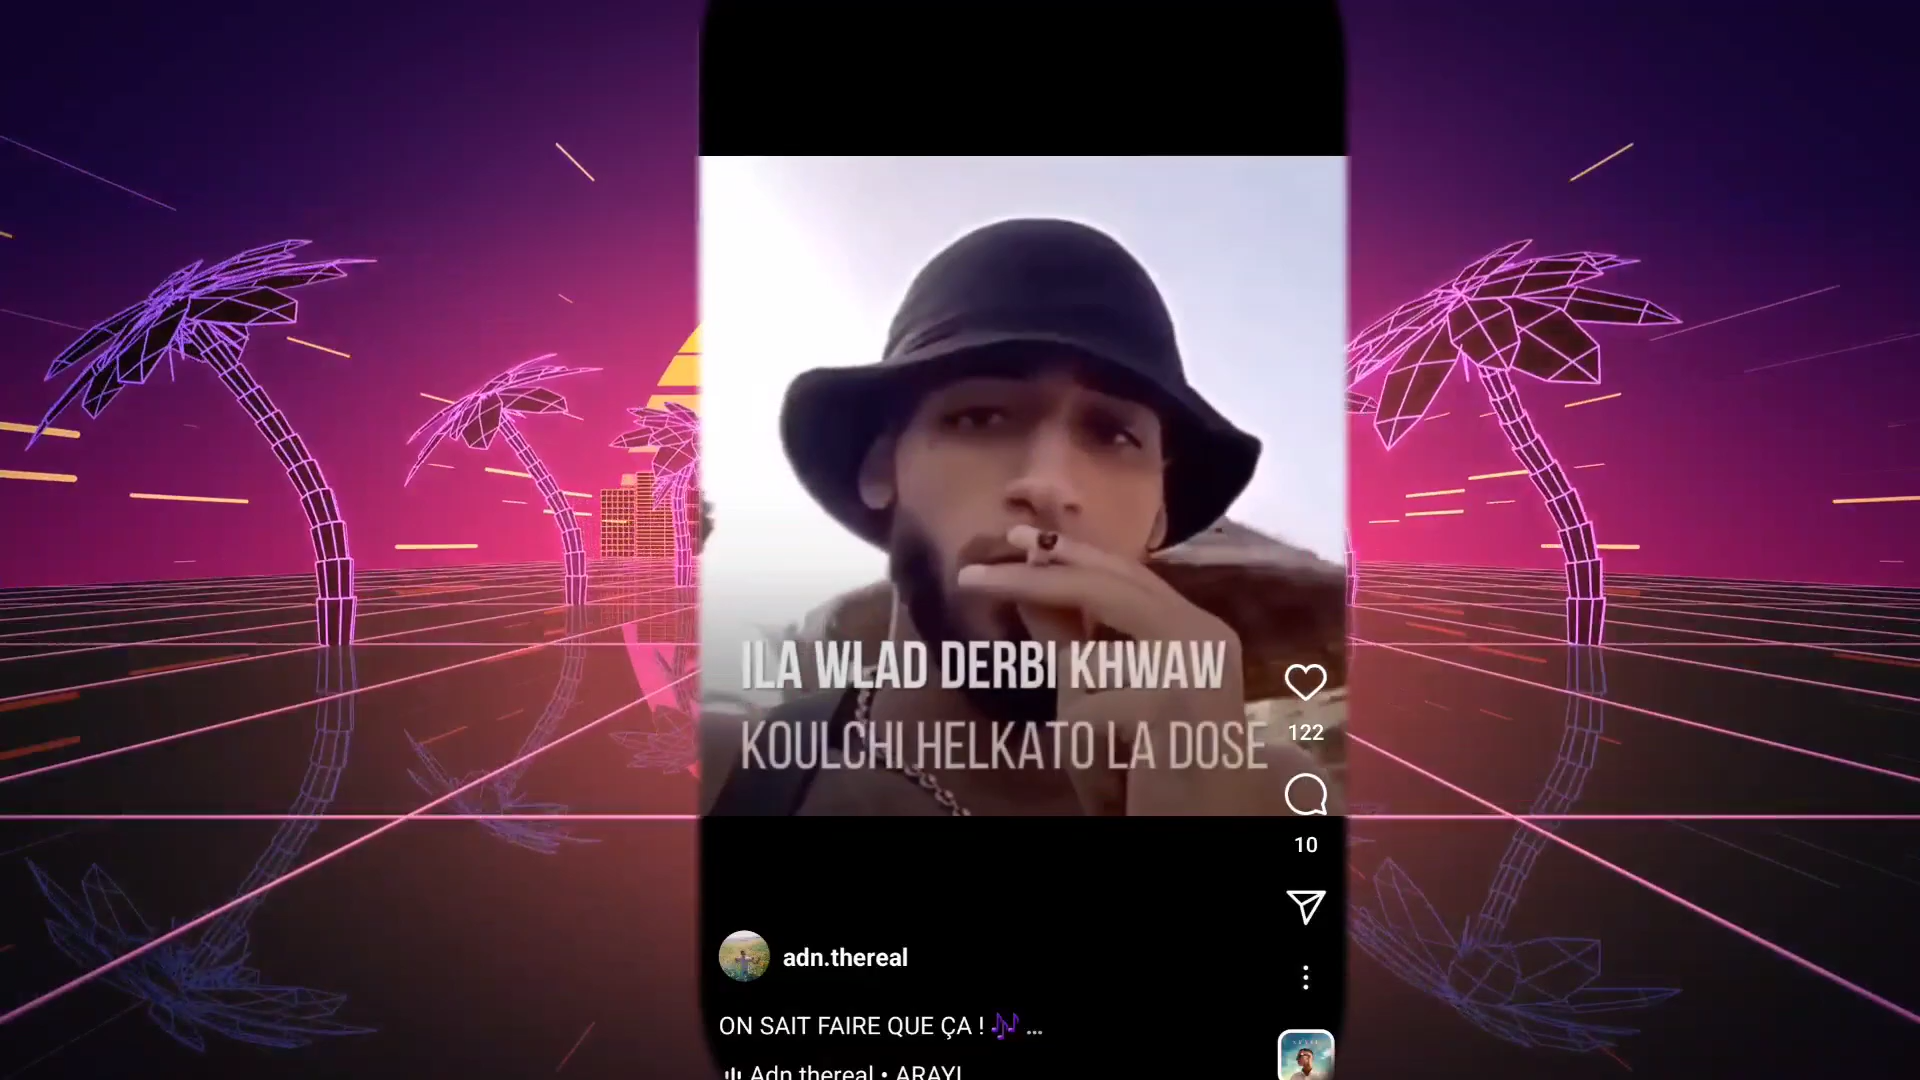 ILA WLAD DERBI KHWAW
KOULCHI HELKATO LA DOSE
122
10
adn.thereal
ON SAIT FAIRE QUE ÇA ! 🎶 ...
Adn thereal • ARAYI